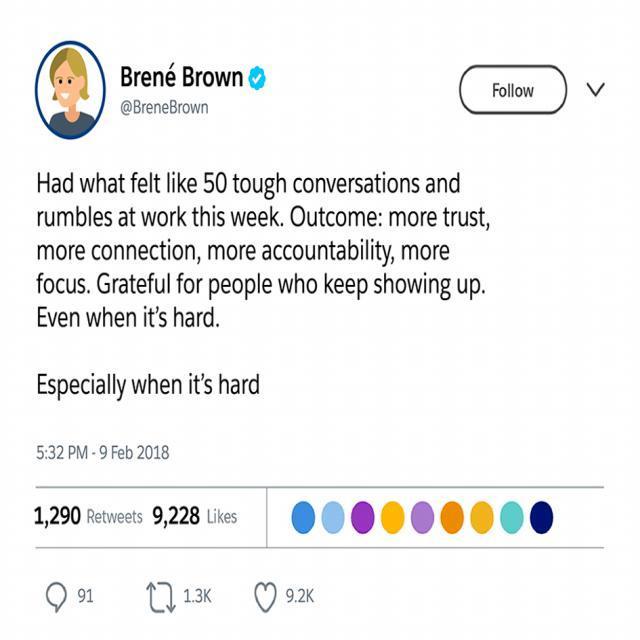 Brené Brown
@BreneBrown
Follow
Had what felt like 50 tough conversations and
rumbles at work this week. Outcome: more trust,
more connection, more accountability, more
focus. Grateful for people who keep showing up.
Even when it’s hard.
Especially when it’s hard
5:32 PM - 9 Feb 2018
1,290 Retweets 9,228 Likes
91 1.3K 9.2K